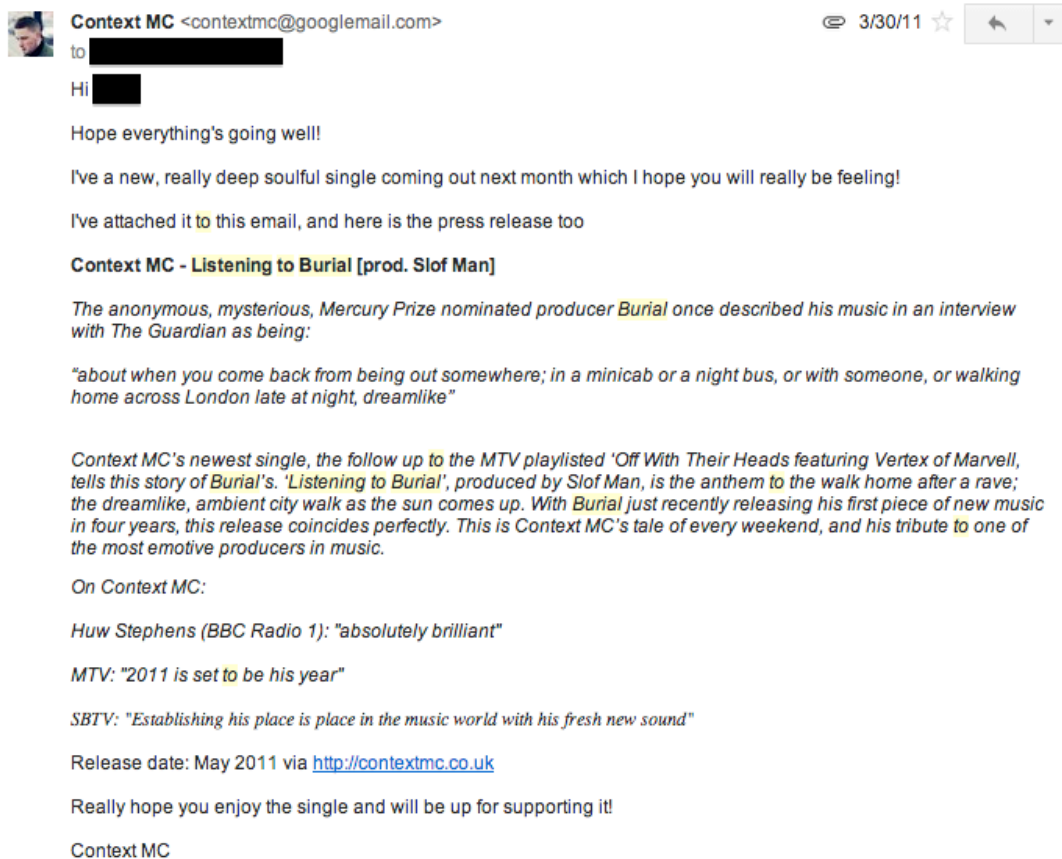 Context MC <contextmc@googlemail.com>
3/30/11
to
Hi
Hope everything's going well!
I've a new, really deep soulful single coming out next month which I hope you will really be feeling!
I've attached it to this email, and here is the press release too
Context MC - Listening to Burial [prod. Slof Man]
The anonymous, mysterious, Mercury Prize nominated producer Burial once described his music in an interview
with The Guardian as being:
“about when you come back from being out somewhere; in a minicab or a night bus, or with someone, or walking
home across London late at night, dreamlike”
Context MC's newest single, the follow up to the MTV playlisted 'Off With Their Heads featuring Vertex of Marvell,
tells this story of Burial's. 'Listening to Burial', produced by Slof Man, is the anthem to the walk home after a rave;
the dreamlike, ambient city walk as the sun comes up. With Burial just recently releasing his first piece of new music
in four years, this release coincides perfectly. This is Context MC's tale of every weekend, and his tribute to one of
the most emotive producers in music.
On Context MC:
Huw Stephens (BBC Radio 1): "absolutely brilliant"
MTV: "2011 is set to be his year"
SBTV: "Establishing his place is place in the music world with his fresh new sound"
Release date: May 2011 via http://contextmc.co.uk
Really hope you enjoy the single and will be up for supporting it!
Context MC